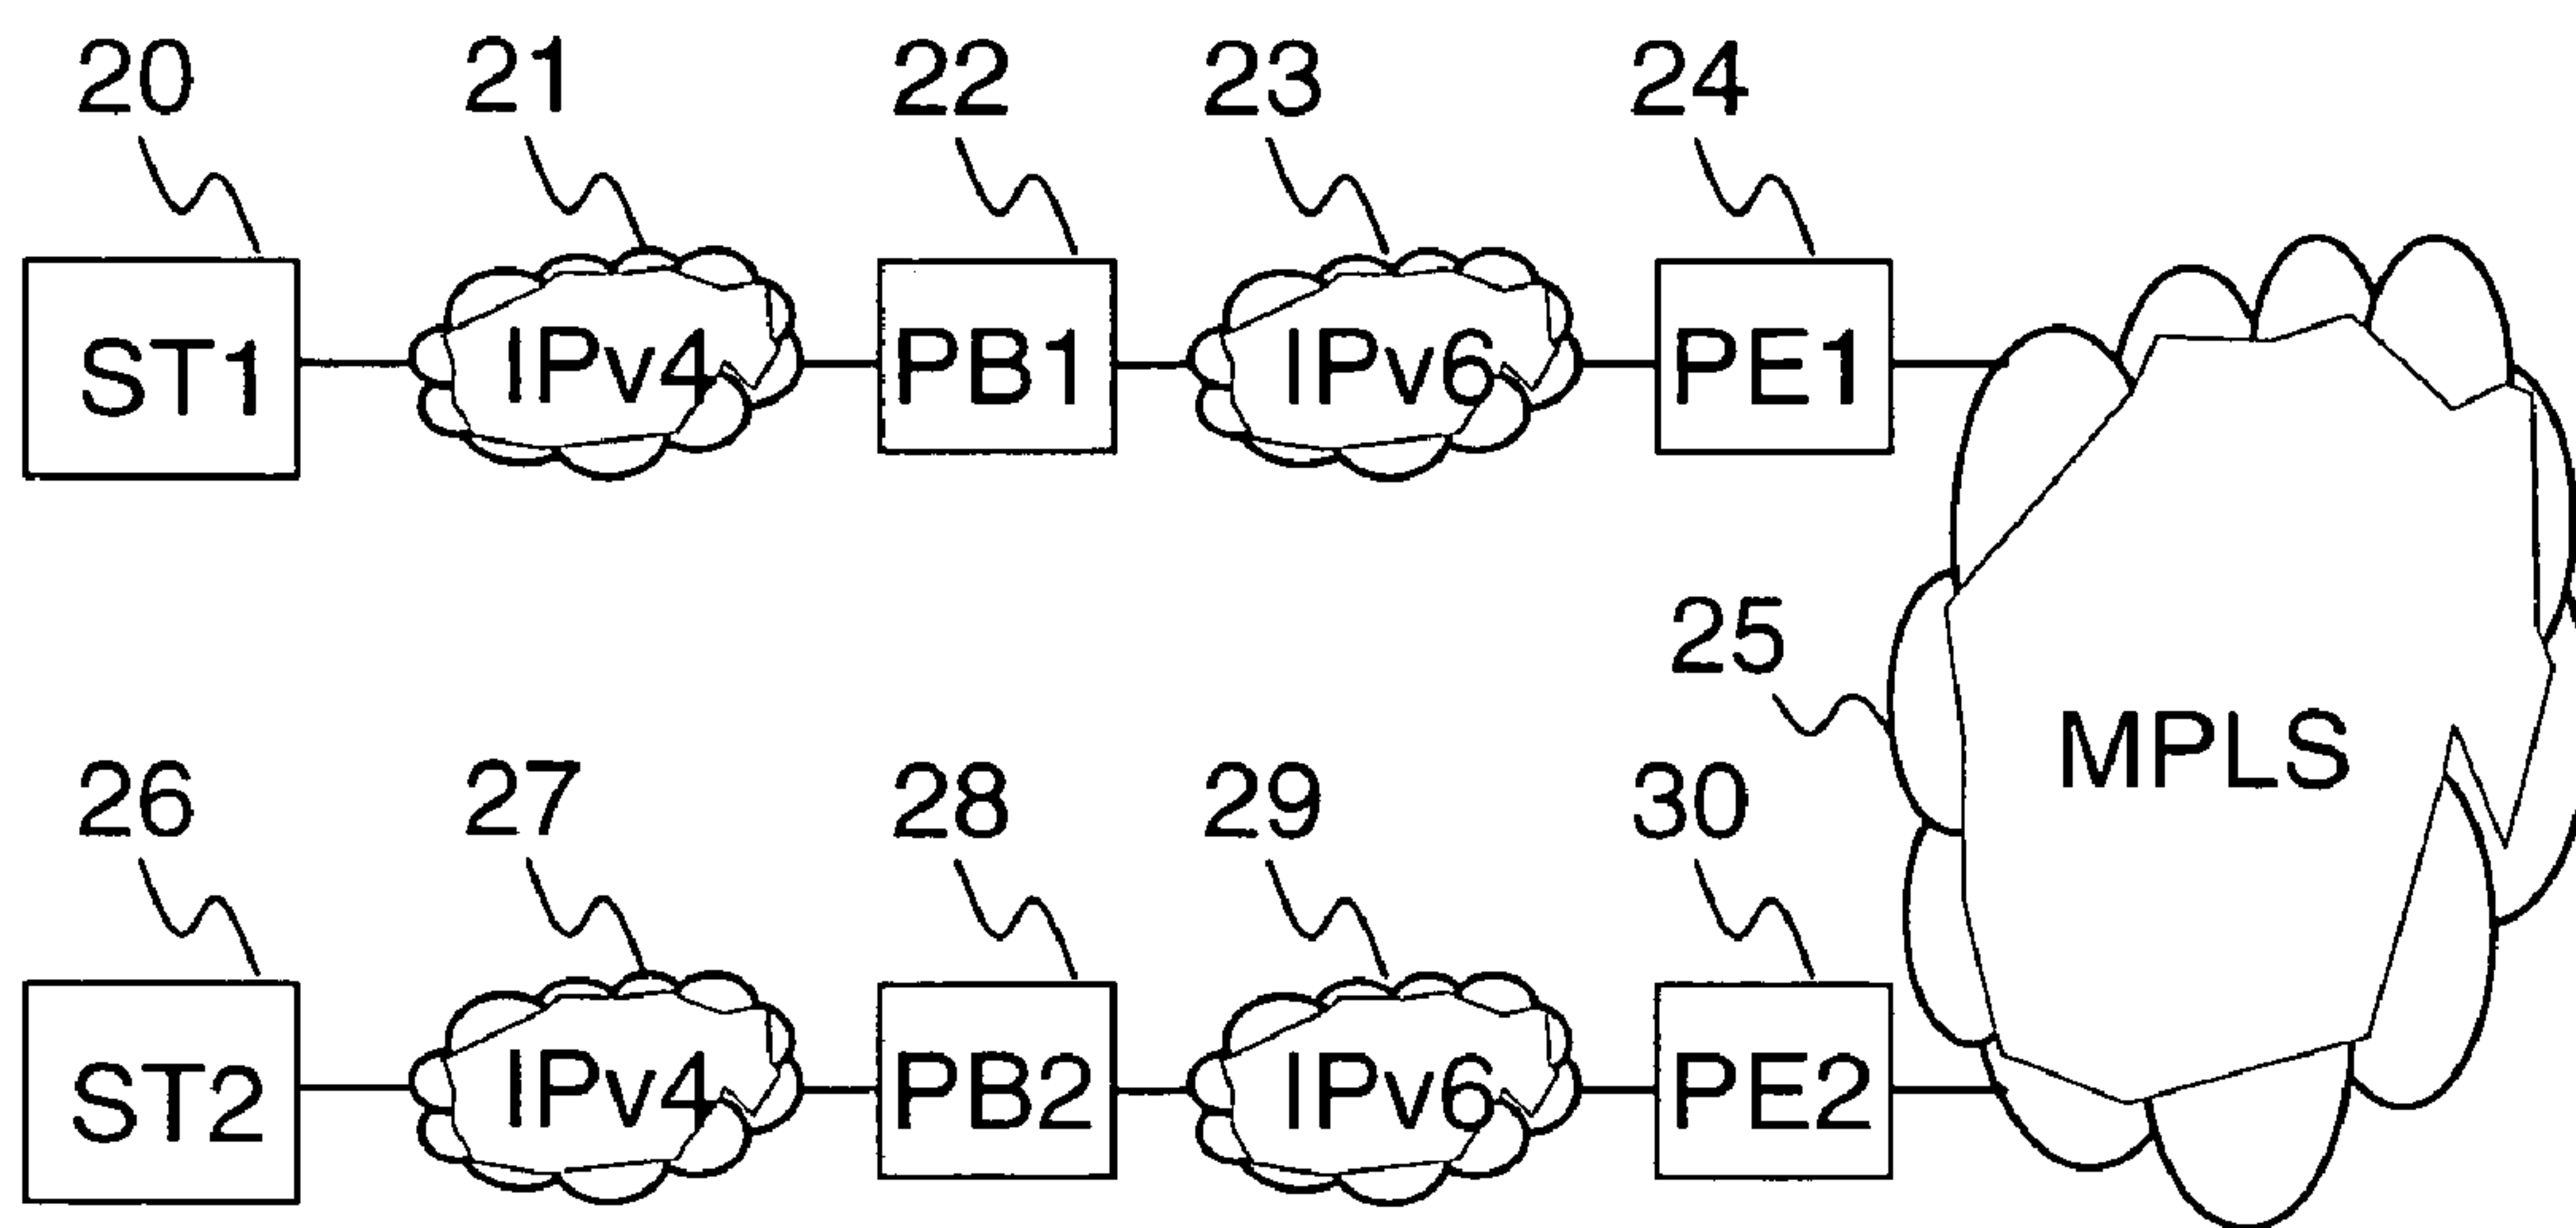 20 21 22 23 24
ST1 IPv4 PB1 IPv6 PE1
25
MPLS
26 27 28 29 30
ST2 IPv4 PB2 IPv6 PE2